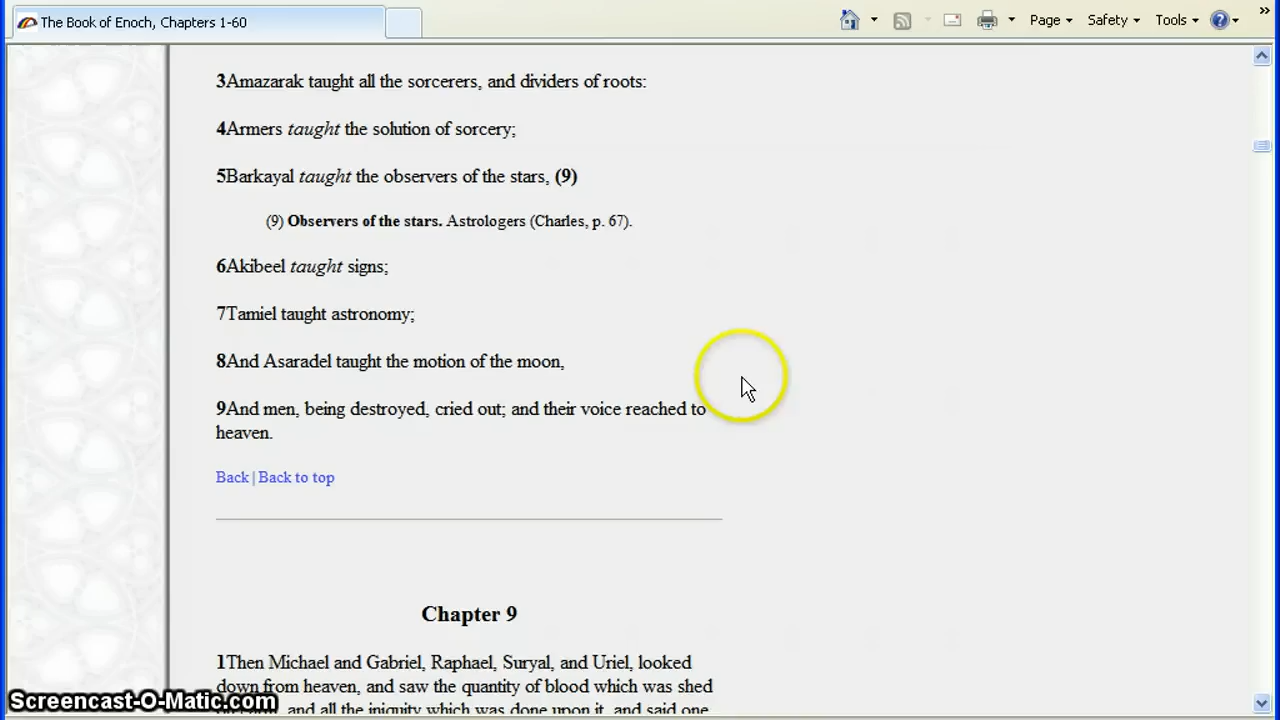 The Book of Enoch, Chapters 1-60
Page
Safety
Tools
3Amazarak taught all the sorcerers, and dividers of roots:
4Armers taught the solution of sorcery;
5Barkayal taught the observers of the stars, (9)
(9) Observers of the stars. Astrologers (Charles, p. 67).
6Akibeel taught signs;
7Tamiel taught astronomy;
8And Asaradel taught the motion of the moon,
9And men, being destroyed, cried out; and their voice reached to
heaven.
Back | Back to top
Chapter 9
1Then Michael and Gabriel, Raphael, Suryal, and Uriel, looked
down from heaven, and saw the quantity of blood which was shed
and all the iniquity which was done upon it, and said one
Screencast-O-Matic.com